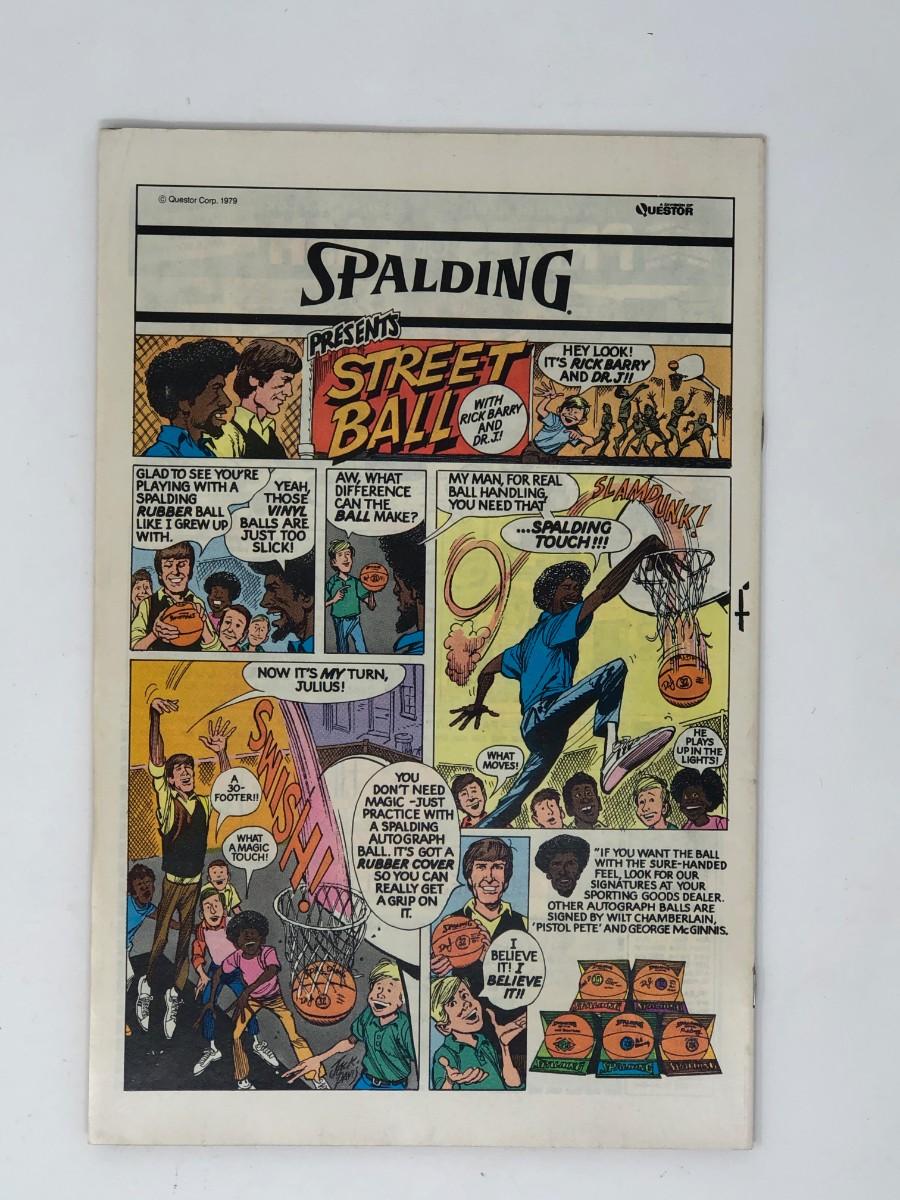 © Questor Corp. 1979
A DIVISION OF
QUESTOR
SPALDING
PRESENTS
STREET
BALL
WITH
RICK BARRY
AND
DR. J!
HEY LOOK!
IT'S RICK BARRY
AND DR. J!!
GLAD TO SEE YOU'RE
PLAYING WITH A
SPALDING
RUBBER BALL
LIKE I GREW UP
WITH.
YEAH,
THOSE
VINYL
BALLS ARE
JUST TOO
SLICK!
AW, WHAT
DIFFERENCE
CAN THE
BALL MAKE?
MY MAN, FOR REAL
BALL HANDLING,
YOU NEED THAT
...SPALDING
TOUCH!!!
SLAMDUNK!
WHAT
MOVES!
HE
PLAYS
UP IN THE
LIGHTS!
NOW IT'S MY TURN,
JULIUS!
SWISH!
A
30-
FOOTER!!
WHAT
A MAGIC
TOUCH!
YOU
DON'T NEED
MAGIC - JUST
PRACTICE WITH
A SPALDING
AUTOGRAPH
BALL. IT'S GOT A
RUBBER COVER
SO YOU CAN
REALLY GET
A GRIP ON
IT.
SPALDING
JACK
DAVIS
SPALDING
I
BELIEVE
IT! I
BELIEVE
IT!!
"IF YOU WANT THE BALL
WITH THE SURE-HANDED
FEEL, LOOK FOR OUR
SIGNATURES AT YOUR
SPORTING GOODS DEALER.
OTHER AUTOGRAPH BALLS ARE
SIGNED BY WILT CHAMBERLAIN,
'PISTOL PETE' AND GEORGE McGINNIS.